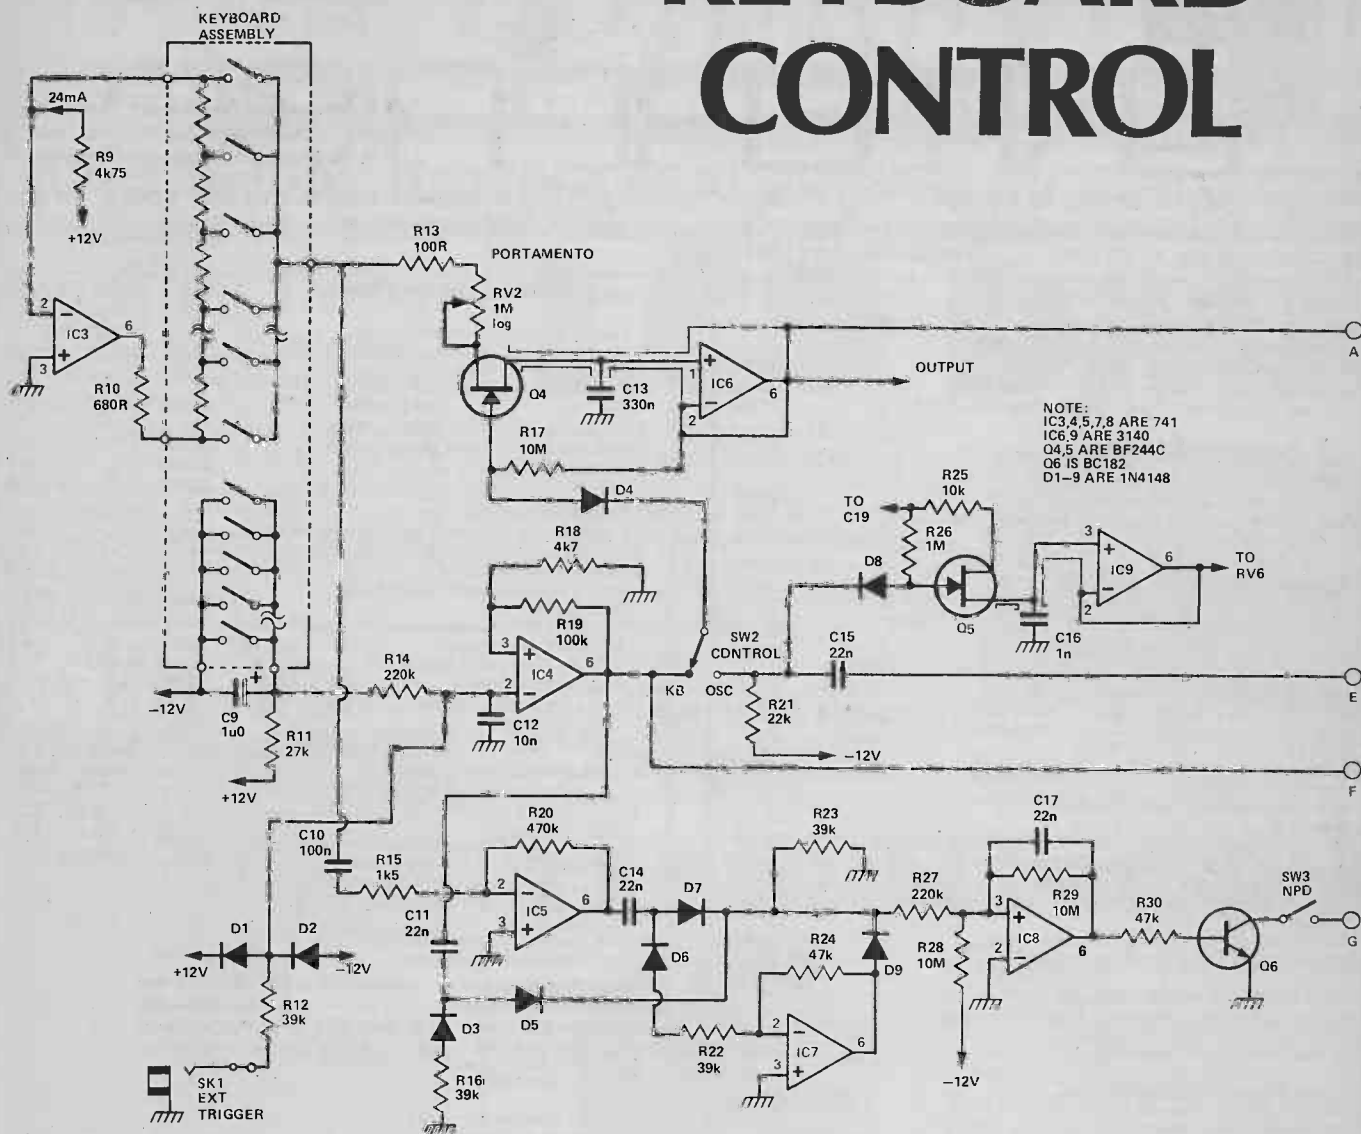 KEYBOARD
CONTROL
KEYBOARD
ASSEMBLY
24mA
R9
4k75
+12V
2
IC3
6
3
R10
680R
R13
100R
PORTAMENTO
RV2
1M
log
Q4
C13
330n
1
IC6
6
2
A
OUTPUT
R17
10M
D4
NOTE:
IC3,4,5,7,8 ARE 741
IC6,9 ARE 3140
Q4,5 ARE BF244C
Q6 IS BC182
D1–9 ARE 1N4148
R25
10k
TO
C19
R26
1M
D8
Q5
3
IC9
6
2
TO
RV6
C16
1n
R18
4k7
R19
100k
3
IC4
6
2
SW2
CONTROL
KB
OSC
C15
22n
E
R21
22k
−12V
F
−12V
+
C9
1u0
R11
27k
+12V
R14
220k
C12
10n
C10
100n
R15
1k5
R20
470k
2
IC5
6
3
C11
22n
C14
22n
D7
D6
R23
39k
R24
47k
D9
R22
39k
2
IC7
6
3
D5
D3
R16
39k
R27
220k
R28
10M
−12V
C17
22n
R29
10M
3
IC8
6
2
R30
47k
Q6
SW3
NPD
G
D1
D2
+12V
−12V
R12
39k
SK1
EXT
TRIGGER